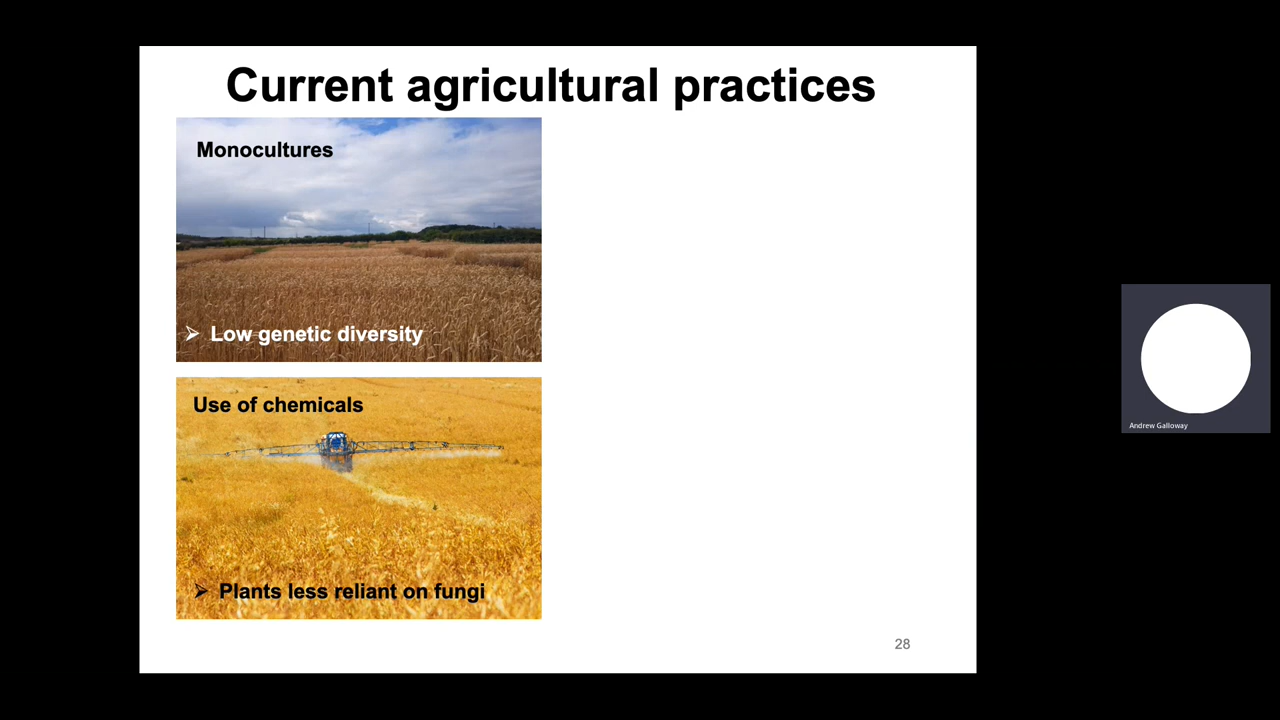 Current agricultural practices
Monocultures
➢ Low genetic diversity
Use of chemicals
➢ Plants less reliant on fungi
28
Andrew Galloway